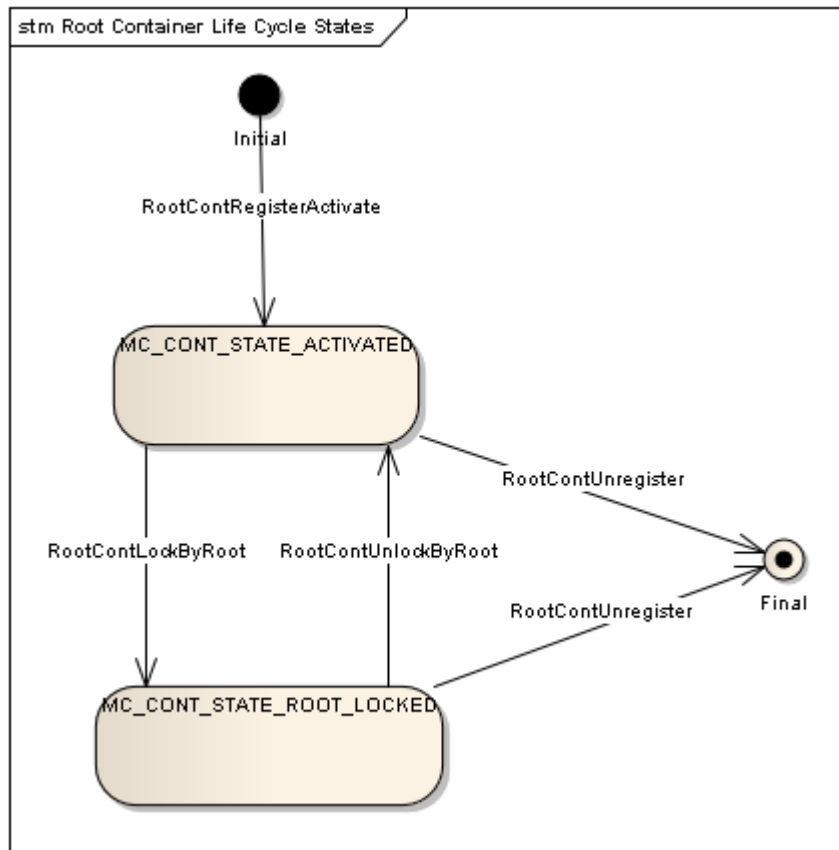 stm Root Container Life Cycle States
Initial
RootContRegisterActivate
MC_CONT_STATE_ACTIVATED
RootContUnregister
RootContLockByRoot
RootContUnlockByRoot
Final
RootContUnregister
MC_CONT_STATE_ROOT_LOCKED